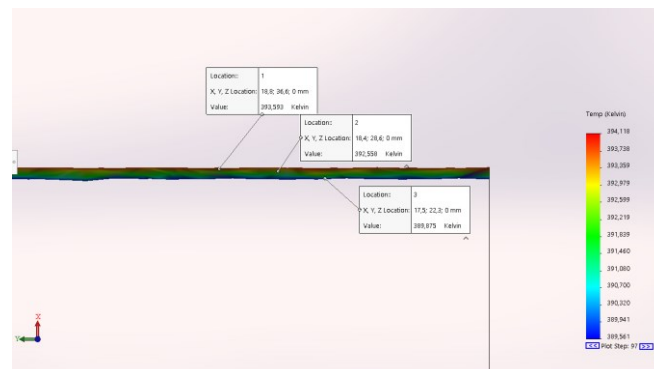 Location: 1
X, Y, Z Location: 18,8; 36,6; 0 mm
Value: 393,593 Kelvin
Location: 2
X, Y, Z Location: 18,4; 28,6; 0 mm
Value: 392,558 Kelvin
Location: 3
X, Y, Z Location: 17,5; 22,3; 0 mm
Value: 389,875 Kelvin
Temp (Kelvin)
394,118
393,738
393,359
392,979
392,599
392,219
391,839
391,460
391,080
390,700
390,320
389,941
389,561
<< Plot Step: 97 >>
X
Y